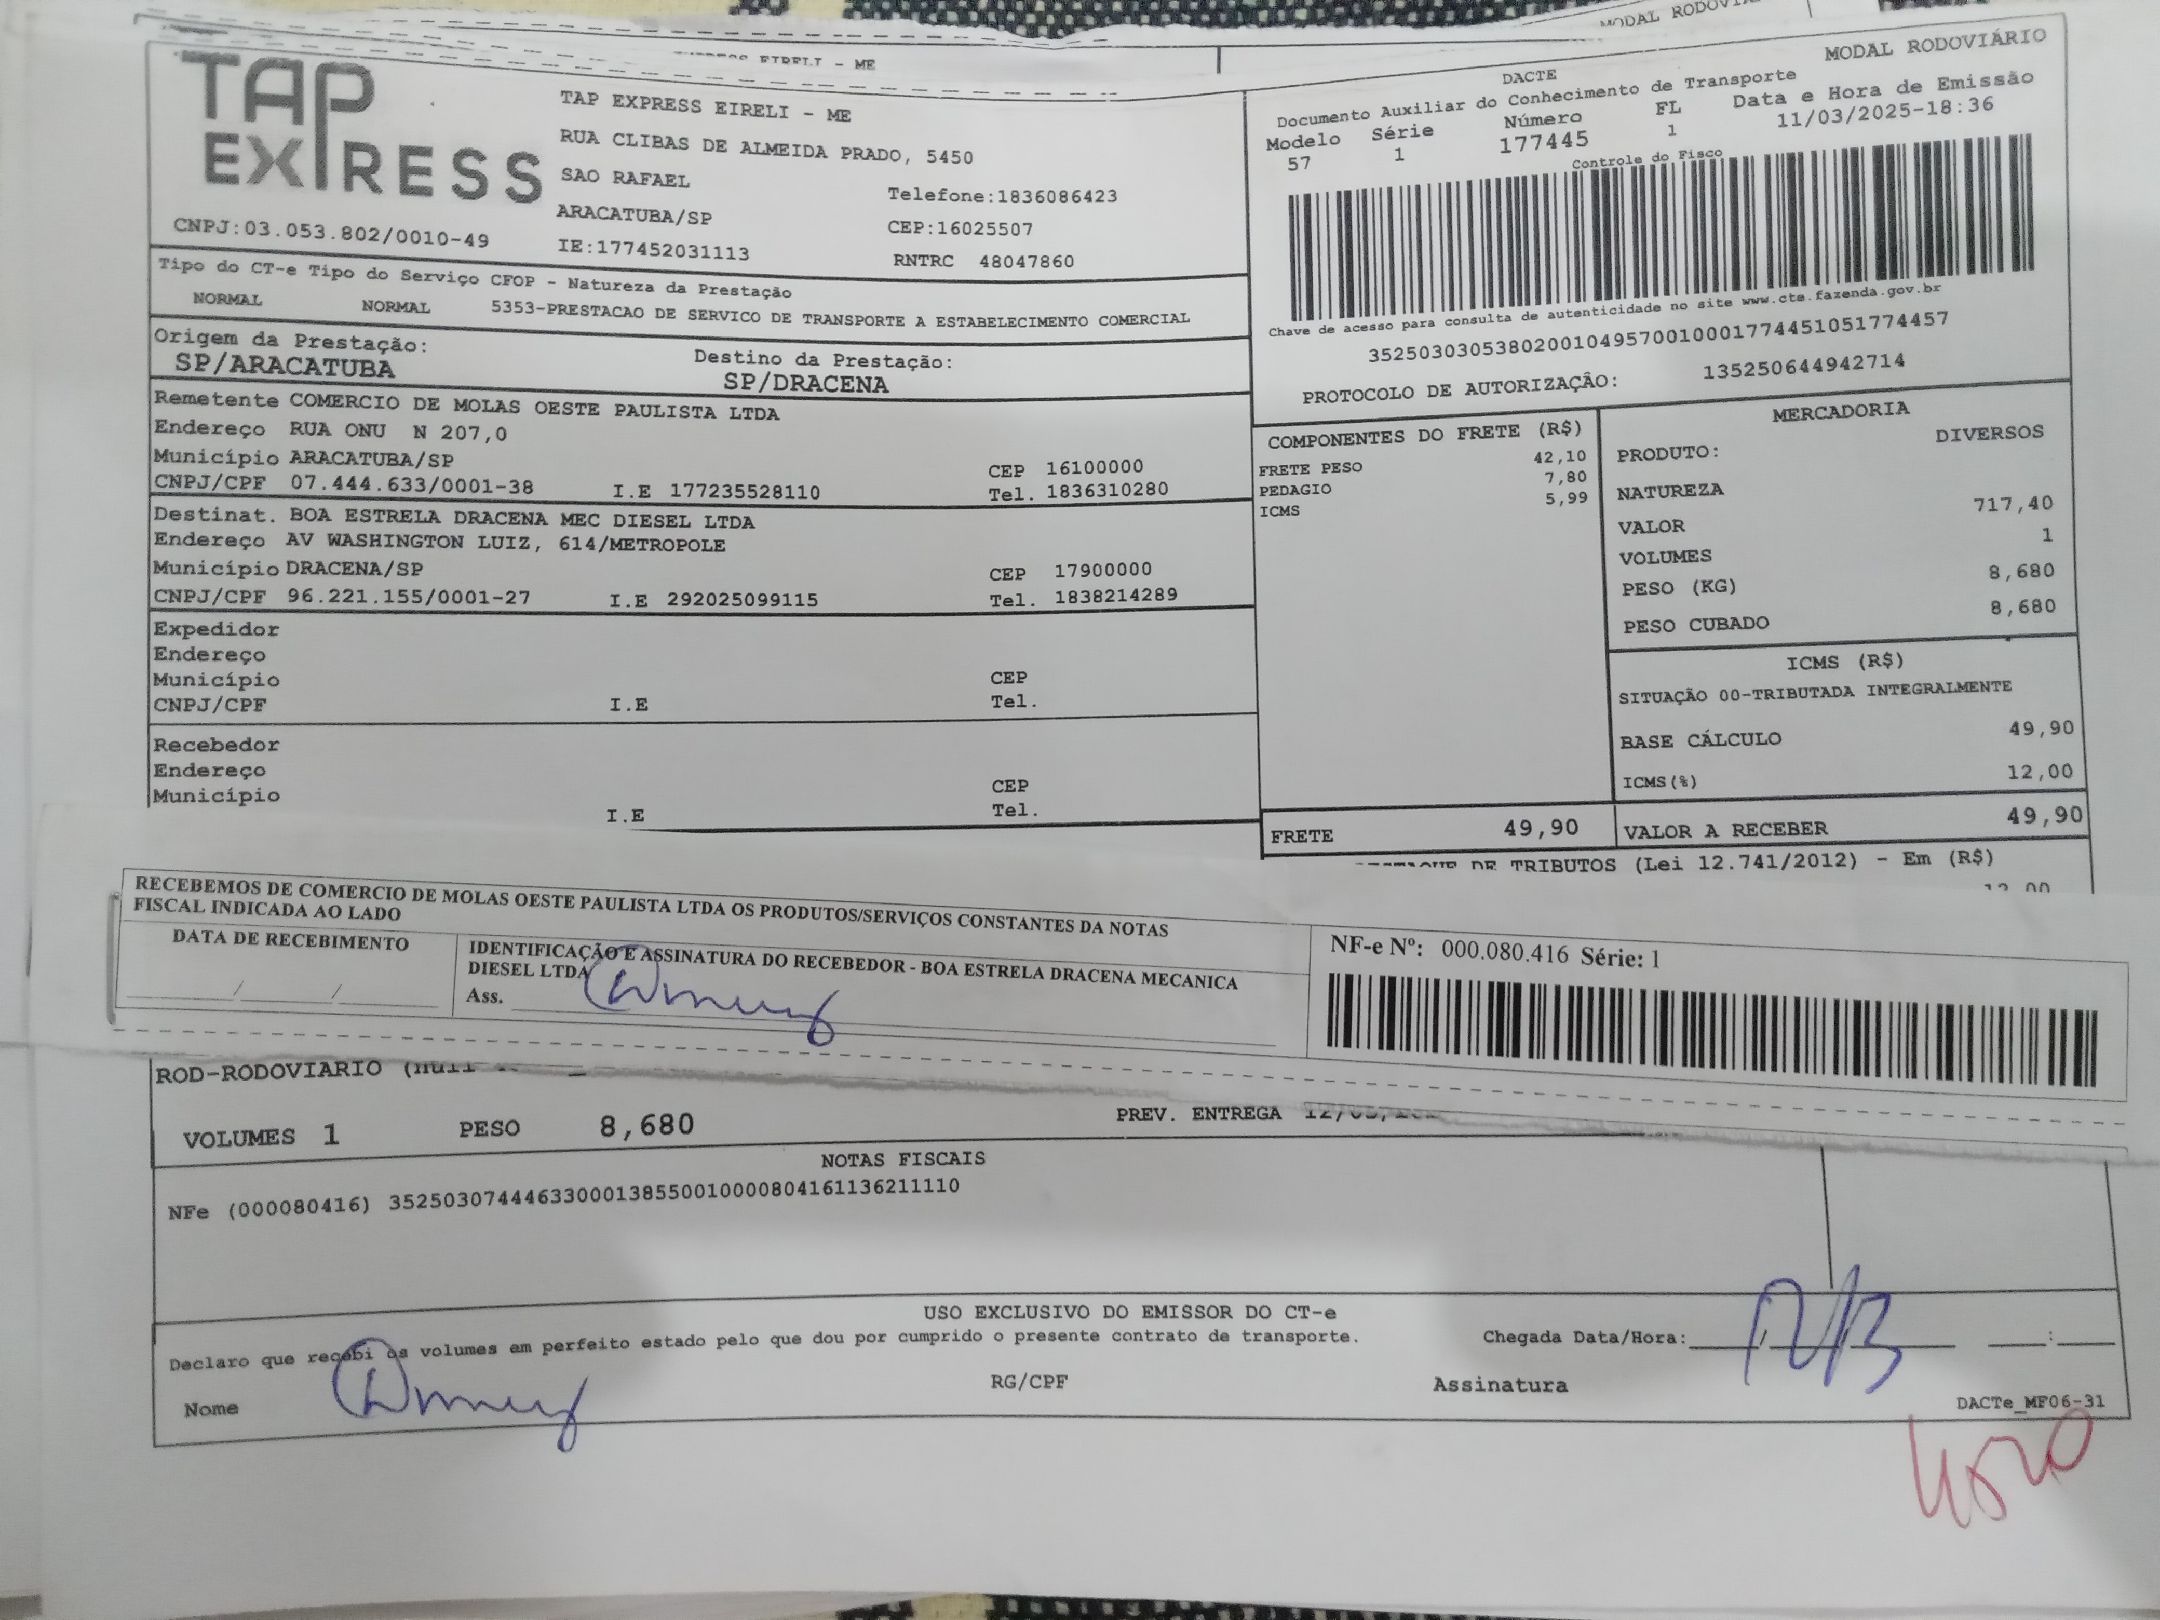 EIRELI - ME
MODAL RODOVIÁRIO
TAP EXPRESS
TAP EXPRESS EIRELI - ME
RUA CLIBAS DE ALMEIDA PRADO, 5450
SAO RAFAEL
Telefone:1836086423
ARACATUBA/SP
CEP:16025507
CNPJ:03.053.802/0010-49
IE:177452031113
RNTRC 48047860
DACTE
MODAL RODOVIÁRIO
Documento Auxiliar do Conhecimento de Transporte
Modelo Série Número FL Data e Hora de Emissão
57 1 177445 1 11/03/2025-18:36
Controle do Fisco
Chave de acesso para consulta de autenticidade no site www.cte.fazenda.gov.br
35250303053802001049570010001774451051774457
PROTOCOLO DE AUTORIZAÇÃO: 135250644942714
Tipo do CT-e Tipo do Serviço CFOP - Natureza da Prestação
NORMAL NORMAL 5353-PRESTACAO DE SERVICO DE TRANSPORTE A ESTABELECIMENTO COMERCIAL
Origem da Prestação: Destino da Prestação:
SP/ARACATUBA SP/DRACENA
Remetente COMERCIO DE MOLAS OESTE PAULISTA LTDA
Endereço RUA ONU N 207,0
Município ARACATUBA/SP CEP 16100000
CNPJ/CPF 07.444.633/0001-38 I.E 177235528110 Tel. 1836310280
Destinat. BOA ESTRELA DRACENA MEC DIESEL LTDA
Endereço AV WASHINGTON LUIZ, 614/METROPOLE
Município DRACENA/SP CEP 17900000
CNPJ/CPF 96.221.155/0001-27 I.E 292025099115 Tel. 1838214289
Expedidor
Endereço
Município CEP
CNPJ/CPF I.E Tel.
Recebedor
Endereço
Município CEP
I.E Tel.
COMPONENTES DO FRETE (R$)
FRETE PESO 42,10
PEDAGIO 7,80
ICMS 5,99
MERCADORIA
PRODUTO: DIVERSOS
NATUREZA
VALOR 717,40
VOLUMES 1
PESO (KG) 8,680
PESO CUBADO 8,680
ICMS (R$)
SITUAÇÃO 00-TRIBUTADA INTEGRALMENTE
BASE CÁLCULO 49,90
ICMS(%) 12,00
FRETE 49,90 VALOR A RECEBER 49,90
DE TRIBUTOS (Lei 12.741/2012) - Em (R$)
12,00
RECEBEMOS DE COMERCIO DE MOLAS OESTE PAULISTA LTDA OS PRODUTOS/SERVIÇOS CONSTANTES DA NOTAS
FISCAL INDICADA AO LADO
DATA DE RECEBIMENTO
IDENTIFICAÇÃO E ASSINATURA DO RECEBEDOR - BOA ESTRELA DRACENA MECANICA
DIESEL LTDA
Ass.
NF-e Nº: 000.080.416 Série: 1
ROD-RODOVIARIO (null
VOLUMES 1 PESO 8,680 PREV. ENTREGA
NOTAS FISCAIS
NFe (000080416) 35250307444633000138550010000804161136211110
USO EXCLUSIVO DO EMISSOR DO CT-e
Declaro que recebi os volumes em perfeito estado pelo que dou por cumprido o presente contrato de transporte.
Chegada Data/Hora:
Nome RG/CPF Assinatura
DACTe_MF06-31